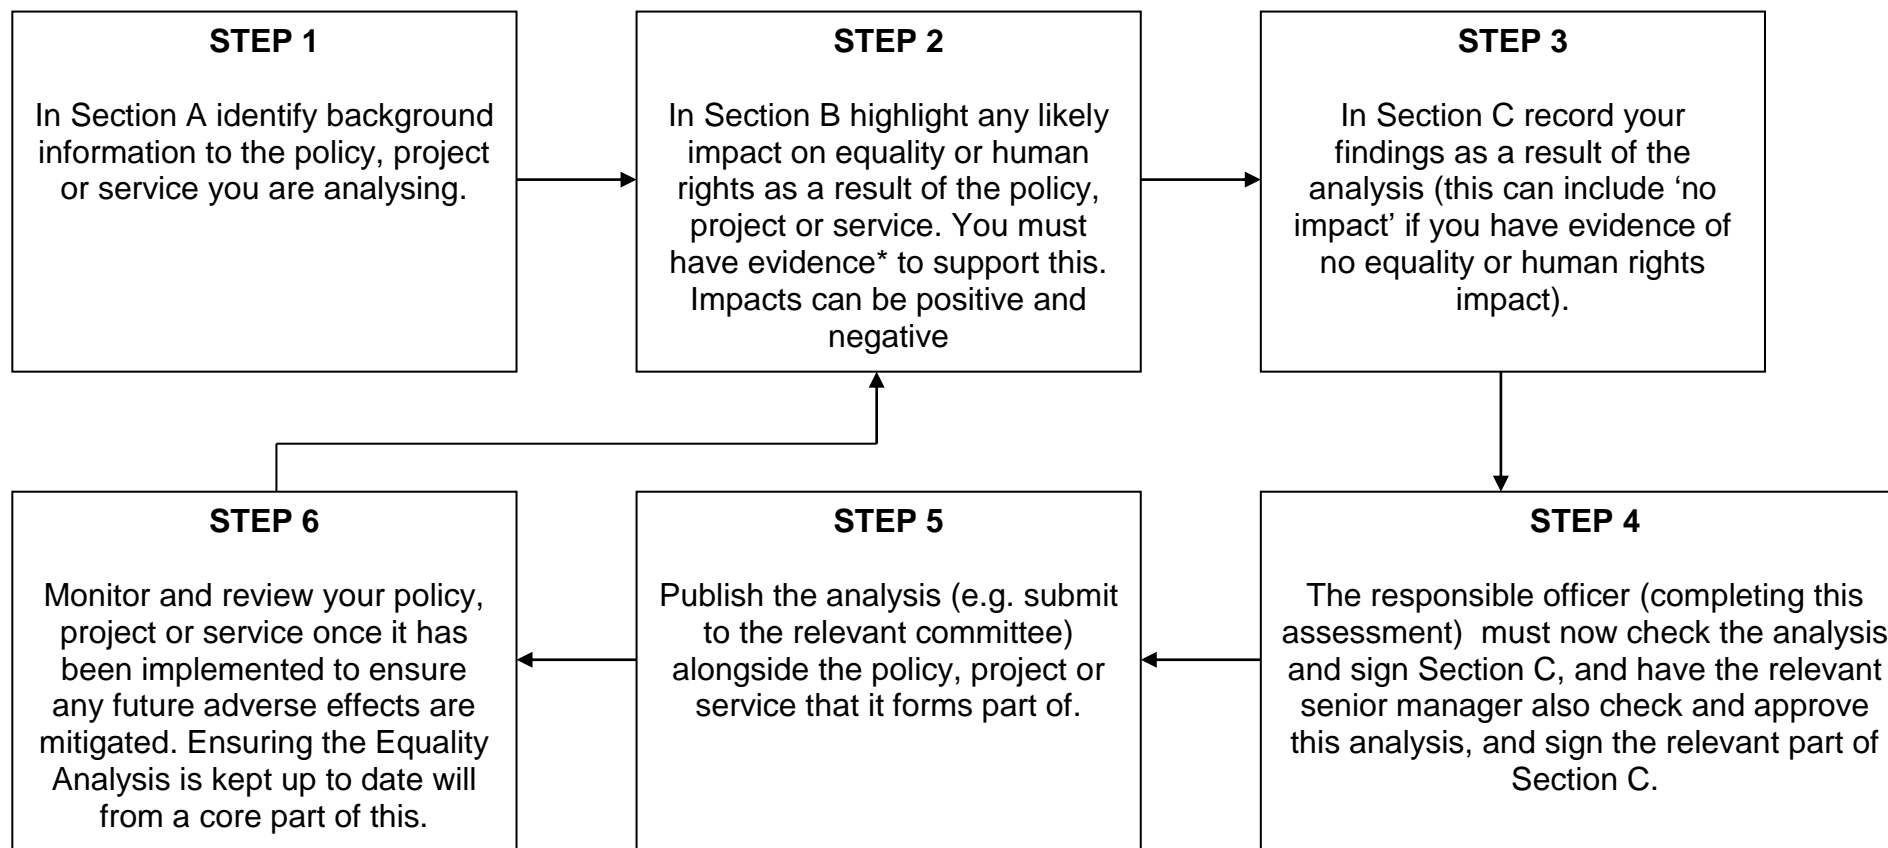 STEP 1
In Section A identify background
information to the policy, project
or service you are analysing.
STEP 2
In Section B highlight any likely
impact on equality or human
rights as a result of the policy,
project or service. You must
have evidence* to support this.
Impacts can be positive and
negative
STEP 3
In Section C record your
findings as a result of the
analysis (this can include ‘no
impact’ if you have evidence of
no equality or human rights
impact).
STEP 4
The responsible officer (completing this
assessment)  must now check the analysis
and sign Section C, and have the relevant
senior manager also check and approve
this analysis, and sign the relevant part of
Section C.
STEP 5
Publish the analysis (e.g. submit
to the relevant committee)
alongside the policy, project or
service that it forms part of.
STEP 6
Monitor and review your policy,
project or service once it has
been implemented to ensure
any future adverse effects are
mitigated. Ensuring the Equality
Analysis is kept up to date will
from a core part of this.